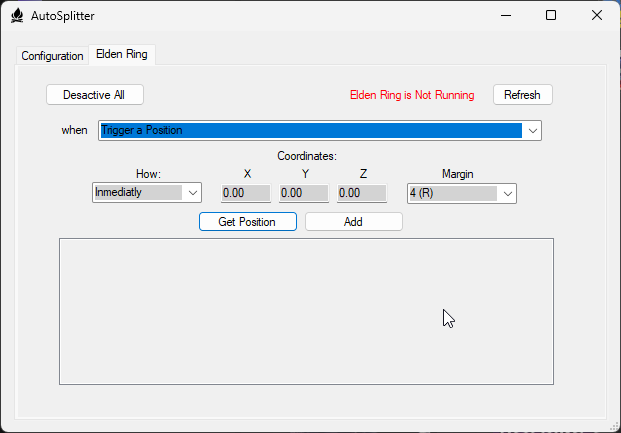 AutoSplitter
Configuration Elden Ring
Desactive All Elden Ring is Not Running Refresh
when Trigger a Position
Coordinates:
How: X Y Z Margin
Inmediatly 0.00 0.00 0.00 4 (R)
Get Position Add